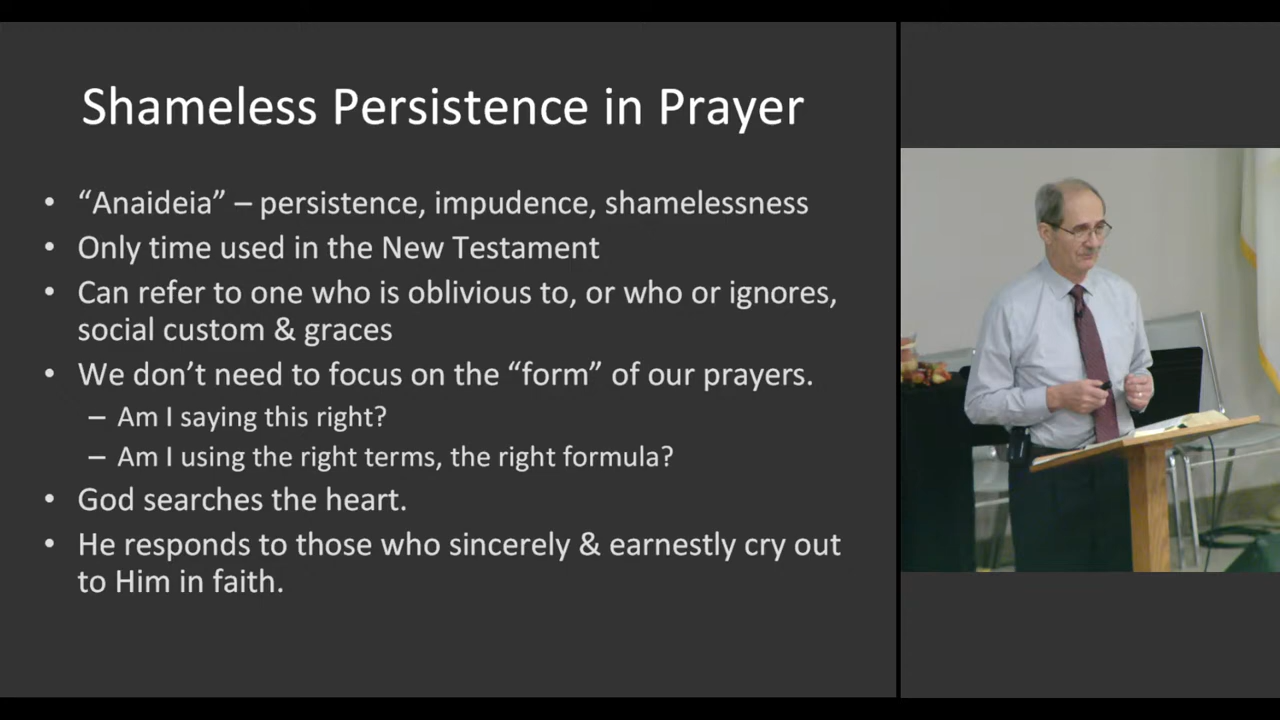 Shameless Persistence in Prayer
• “Anaideia” – persistence, impudence, shamelessness
• Only time used in the New Testament
• Can refer to one who is oblivious to, or who or ignores,
social custom & graces
• We don’t need to focus on the “form” of our prayers.
– Am I saying this right?
– Am I using the right terms, the right formula?
• God searches the heart.
• He responds to those who sincerely & earnestly cry out
to Him in faith.